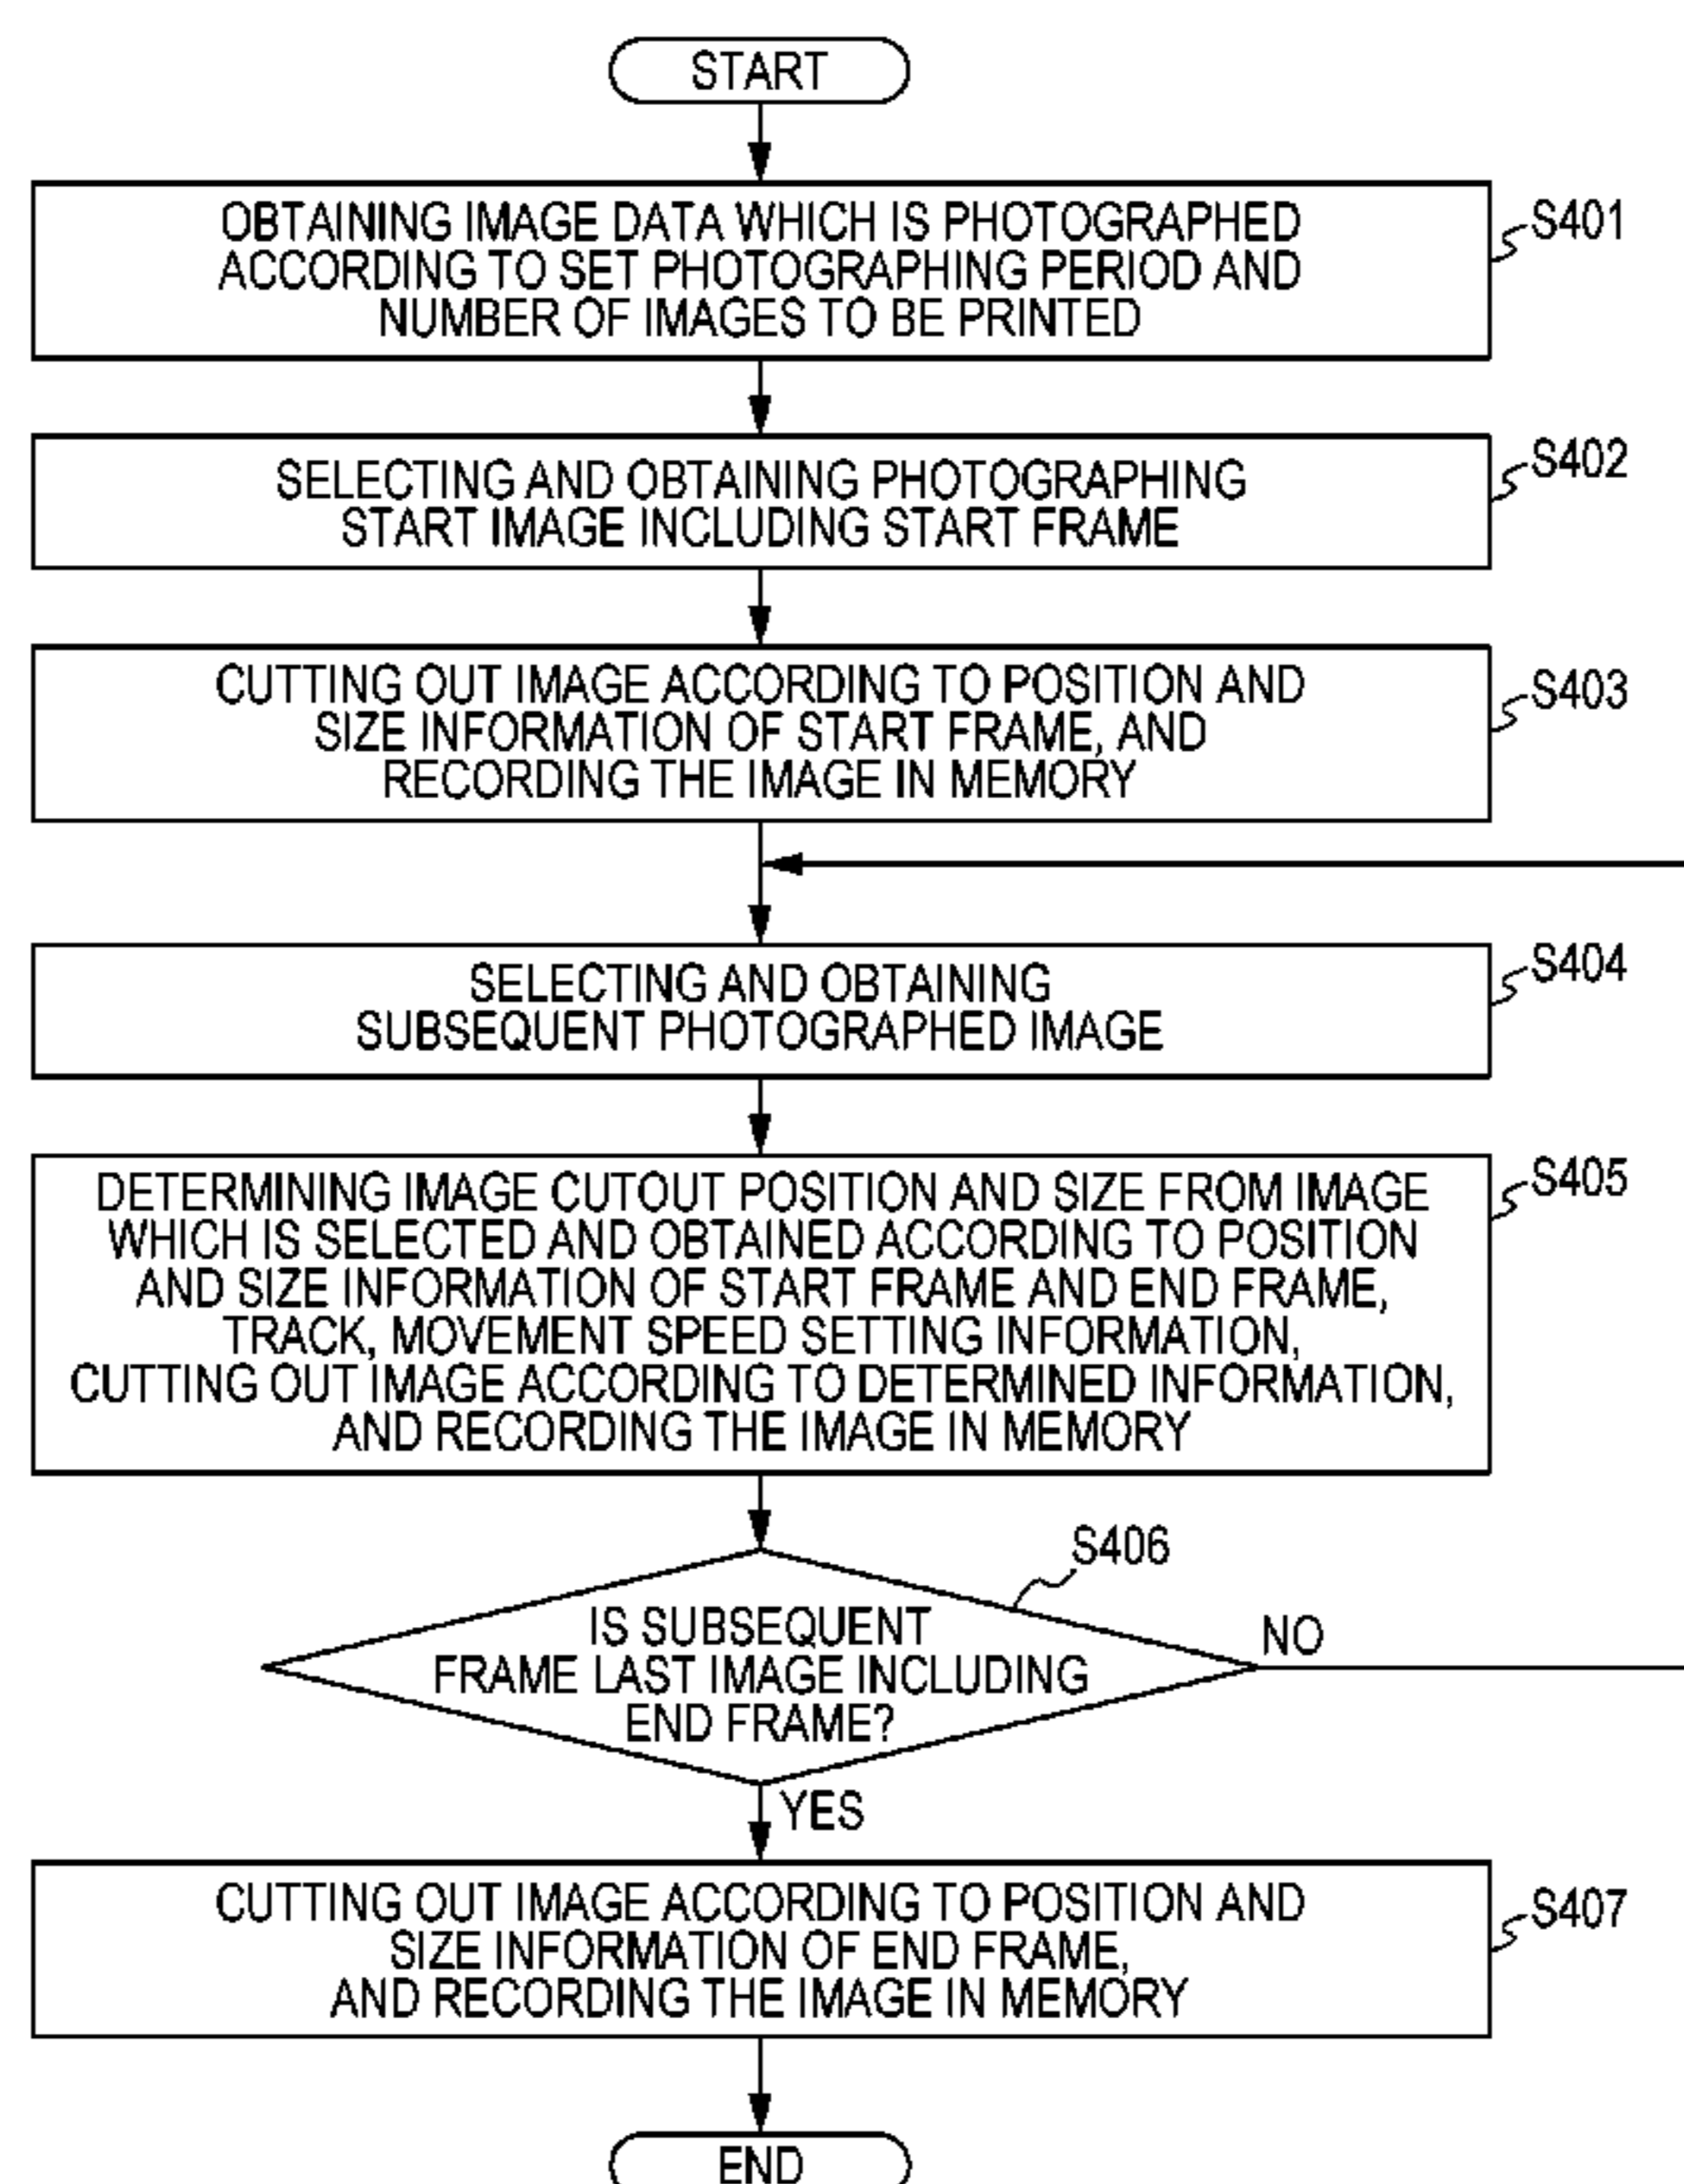 START
OBTAINING IMAGE DATA WHICH IS PHOTOGRAPHED
ACCORDING TO SET PHOTOGRAPHING PERIOD AND
NUMBER OF IMAGES TO BE PRINTED
S401
SELECTING AND OBTAINING PHOTOGRAPHING
START IMAGE INCLUDING START FRAME
S402
CUTTING OUT IMAGE ACCORDING TO POSITION AND
SIZE INFORMATION OF START FRAME, AND
RECORDING THE IMAGE IN MEMORY
S403
SELECTING AND OBTAINING
SUBSEQUENT PHOTOGRAPHED IMAGE
S404
DETERMINING IMAGE CUTOUT POSITION AND SIZE FROM IMAGE
WHICH IS SELECTED AND OBTAINED ACCORDING TO POSITION
AND SIZE INFORMATION OF START FRAME AND END FRAME,
TRACK, MOVEMENT SPEED SETTING INFORMATION,
CUTTING OUT IMAGE ACCORDING TO DETERMINED INFORMATION,
AND RECORDING THE IMAGE IN MEMORY
S405
S406
IS SUBSEQUENT
FRAME LAST IMAGE INCLUDING
END FRAME?
NO
YES
CUTTING OUT IMAGE ACCORDING TO POSITION AND
SIZE INFORMATION OF END FRAME,
AND RECORDING THE IMAGE IN MEMORY
S407
END